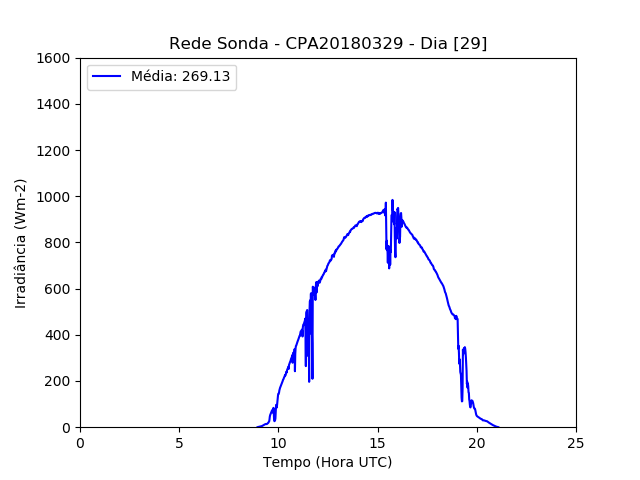 Rede Sonda - CPA20180329 - Dia [29]
Média: 269.13
1600
1400
1200
1000
800
600
400
200
0
Irradiância (Wm-2)
0 5 10 15 20 25
Tempo (Hora UTC)